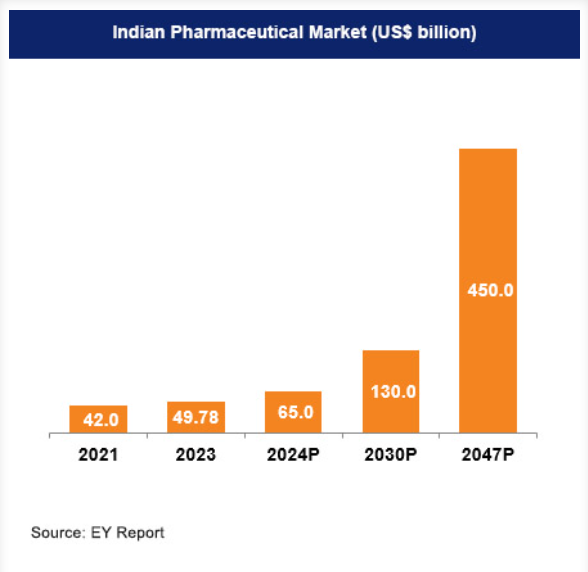 Indian Pharmaceutical Market (US$ billion)
42.0
49.78
65.0
130.0
450.0
2021
2023
2024P
2030P
2047P
Source: EY Report